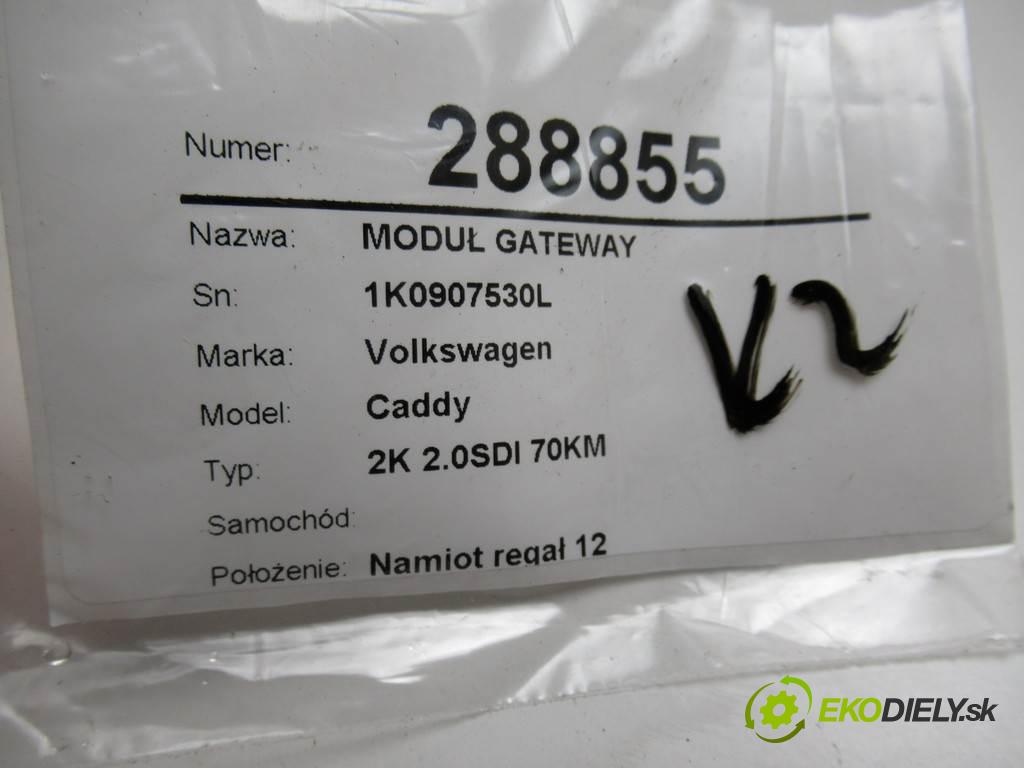 Numer: 288855
Nazwa: MODUŁ GATEWAY
Sn: 1K0907530L
Marka: Volkswagen
Model: Caddy
Typ: 2K 2.0SDI 70KM
Samochód:
Położenie: Namiot regał 12
V2
EKODIELY.sk